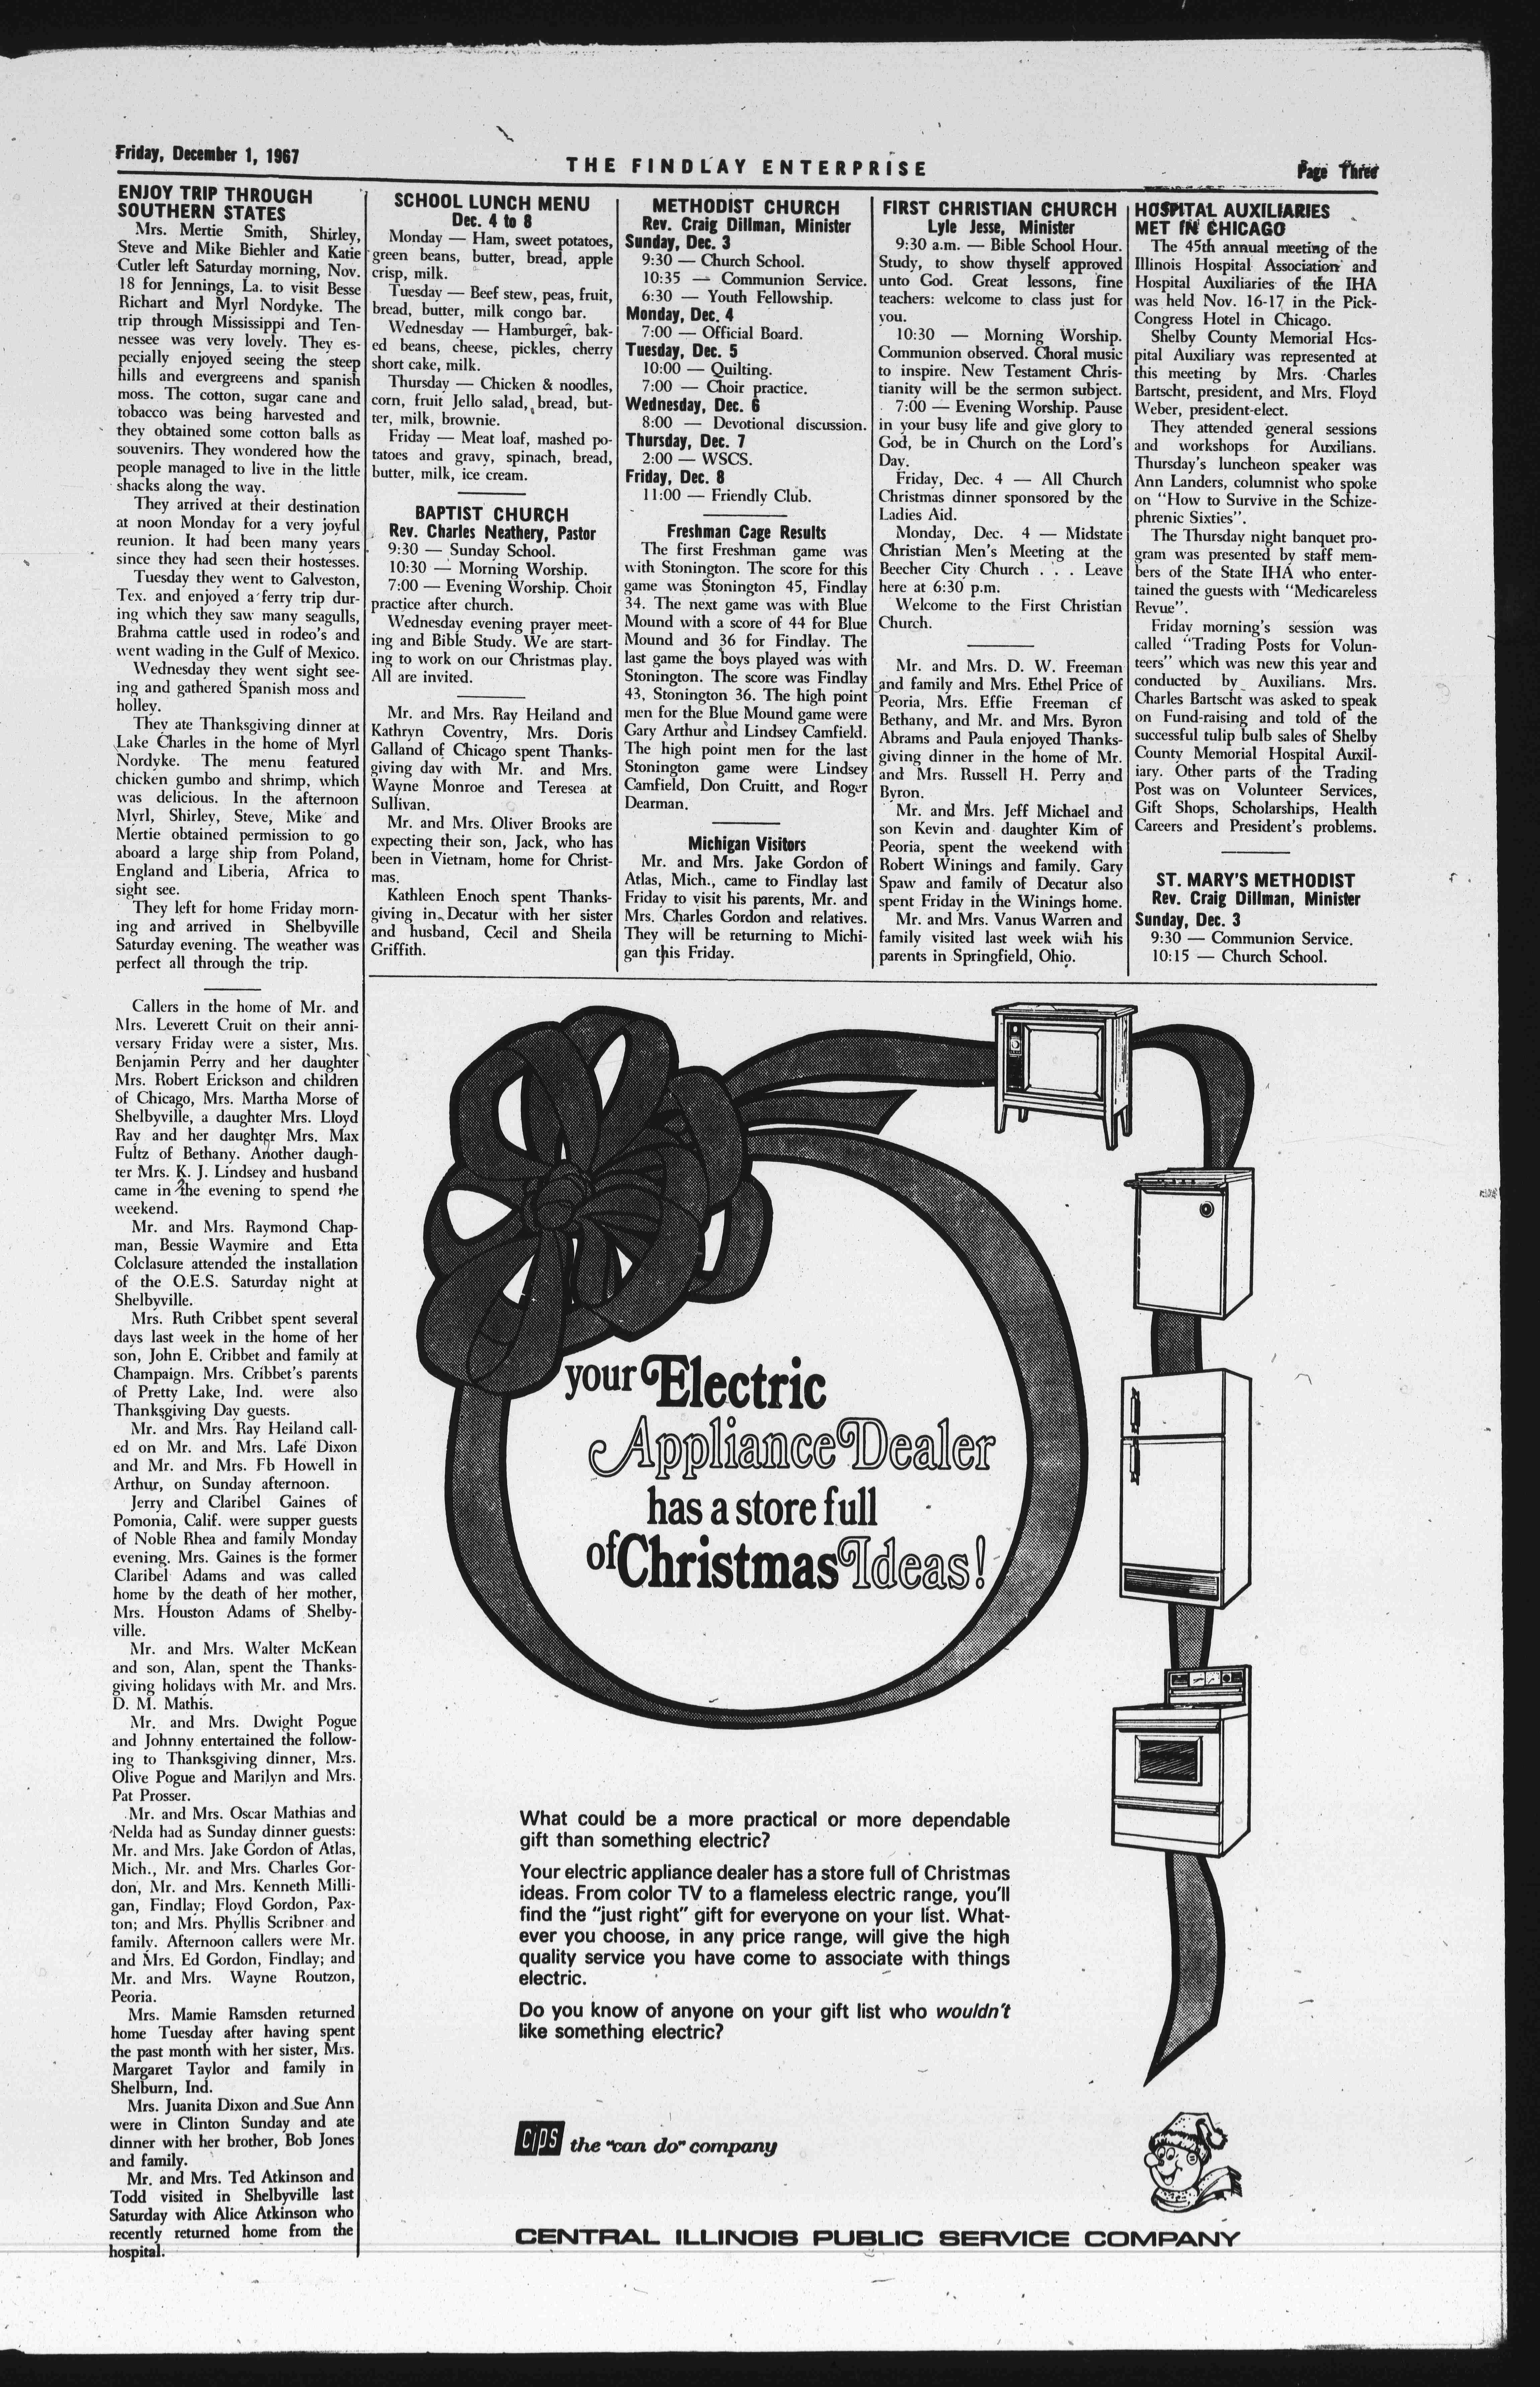 Friday, December 1, 1967
THE FINDLAY ENTERPRISE
Page Three
ENJOY TRIP THROUGH
SOUTHERN STATES
Mrs. Mertie Smith, Shirley,
Steve and Mike Biehler and Katie
Cutler left Saturday morning, Nov.
18 for Jennings, La. to visit Besse
Richart and Myrl Nordyke. The
trip through Mississippi and Ten-
nessee was very lovely. They es-
pecially enjoyed seeing the steep
hills and evergreens and spanish
moss. The cotton, sugar cane and
tobacco was being harvested and
they obtained some cotton balls as
souvenirs. They wondered how the
people managed to live in the little
shacks along the way.
They arrived at their destination
at noon Monday for a very joyful
reunion. It had been many years
since they had seen their hostesses.
Tuesday they went to Galveston,
Tex. and enjoyed a ferry trip dur-
ing which they saw many seagulls,
Brahma cattle used in rodeo's and
went wading in the Gulf of Mexico.
Wednesday they went sight see-
ing and gathered Spanish moss and
holley.
They ate Thanksgiving dinner at
Lake Charles in the home of Myrl
Nordyke. The menu featured
chicken gumbo and shrimp, which
was delicious. In the afternoon
Myrl, Shirley, Steve, Mike and
Mertie obtained permission to go
aboard a large ship from Poland,
England and Liberia, Africa to
sight see.
They left for home Friday morn-
ing and arrived in Shelbyville
Saturday evening. The weather was
perfect all through the trip.
Callers in the home of Mr. and
Mrs. Leverett Cruit on their anni-
versary Friday were a sister, Mrs.
Benjamin Perry and her daughter
Mrs. Robert Erickson and children
of Chicago, Mrs. Martha Morse of
Shelbyville, a daughter Mrs. Lloyd
Ray and her daughter Mrs. Max
Fultz of Bethany. Another daugh-
ter Mrs. K. J. Lindsey and husband
came in the evening to spend the
weekend.
Mr. and Mrs. Raymond Chap-
man, Bessie Waymire and Etta
Colclasure attended the installation
of the O.E.S. Saturday night at
Shelbyville.
Mrs. Ruth Cribbet spent several
days last week in the home of her
son, John E. Cribbet and family at
Champaign. Mrs. Cribbet's parents
of Pretty Lake, Ind. were also
Thanksgiving Day guests.
Mr. and Mrs. Ray Heiland call-
ed on Mr. and Mrs. Lafe Dixon
and Mr. and Mrs. Fb Howell in
Arthur, on Sunday afternoon.
Jerry and Claribel Gaines of
Pomonia, Calif. were supper guests
of Noble Rhea and family Monday
evening. Mrs. Gaines is the former
Claribel Adams and was called
home by the death of her mother,
Mrs. Houston Adams of Shelby-
ville.
Mr. and Mrs. Walter McKean
and son, Alan, spent the Thanks-
giving holidays with Mr. and Mrs.
D. M. Mathis.
Mr. and Mrs. Dwight Pogue
and Johnny entertained the follow-
ing to Thanksgiving dinner, Mrs.
Olive Pogue and Marilyn and Mrs.
Pat Prosser.
Mr. and Mrs. Oscar Mathias and
Nelda had as Sunday dinner guests:
Mr. and Mrs. Jake Gordon of Atlas,
Mich., Mr. and Mrs. Charles Gor-
don, Mr. and Mrs. Kenneth Milli-
gan, Findlay; Floyd Gordon, Pax-
ton; and Mrs. Phyllis Scribner and
family. Afternoon callers were Mr.
and Mrs. Ed Gordon, Findlay; and
Mr. and Mrs. Wayne Routzon,
Peoria.
Mrs. Mamie Ramsden returned
home Tuesday after having spent
the past month with her sister, Mrs.
Margaret Taylor and family in
Shelburn, Ind.
Mrs. Juanita Dixon and Sue Ann
were in Clinton Sunday and ate
dinner with her brother, Bob Jones
and family.
Mr. and Mrs. Ted Atkinson and
Todd visited in Shelbyville last
Saturday with Alice Atkinson who
recently returned home from the
hospital.
SCHOOL LUNCH MENU
Dec. 4 to 8
Monday — Ham, sweet potatoes,
green beans, butter, bread, apple
crisp, milk.
Tuesday — Beef stew, peas, fruit,
bread, butter, milk congo bar.
Wednesday — Hamburger, bak-
ed beans, cheese, pickles, cherry
short cake, milk.
Thursday — Chicken & noodles,
corn, fruit Jello salad, bread, but-
ter, milk, brownie.
Friday — Meat loaf, mashed po-
tatoes and gravy, spinach, bread,
butter, milk, ice cream.
BAPTIST CHURCH
Rev. Charles Neathery, Pastor
9:30 — Sunday School.
10:30 — Morning Worship.
7:00 — Evening Worship. Choir
practice after church.
Wednesday evening prayer meet-
ing and Bible Study. We are start-
ing to work on our Christmas play.
All are invited.
Mr. and Mrs. Ray Heiland and
Kathryn Coventry, Mrs. Doris
Galland of Chicago spent Thanks-
giving day with Mr. and Mrs.
Wayne Monroe and Teresea at
Sullivan.
Mr. and Mrs. Oliver Brooks are
expecting their son, Jack, who has
been in Vietnam, home for Christ-
mas.
Kathleen Enoch spent Thanks-
giving in Decatur with her sister
and husband, Cecil and Sheila
Griffith.
METHODIST CHURCH
Rev. Craig Dillman, Minister
Sunday, Dec. 3
9:30 — Church School.
10:35 — Communion Service.
6:30 — Youth Fellowship.
Monday, Dec. 4
7:00 — Official Board.
Tuesday, Dec. 5
10:00 — Quilting.
7:00 — Choir practice.
Wednesday, Dec. 6
8:00 — Devotional discussion.
Thursday, Dec. 7
2:00 — WSCS.
Friday, Dec. 8
11:00 — Friendly Club.
Freshman Cage Results
The first Freshman game was
with Stonington. The score for this
game was Stonington 45, Findlay
34. The next game was with Blue
Mound with a score of 44 for Blue
Mound and 36 for Findlay. The
last game the boys played was with
Stonington. The score was Findlay
43, Stonington 36. The high point
men for the Blue Mound game were
Gary Arthur and Lindsey Camfield.
The high point men for the last
Stonington game were Lindsey
Camfield, Don Cruitt, and Roger
Dearman.
Michigan Visitors
Mr. and Mrs. Jake Gordon of
Atlas, Mich., came to Findlay last
Friday to visit his parents, Mr. and
Mrs. Charles Gordon and relatives.
They will be returning to Michi-
gan this Friday.
FIRST CHRISTIAN CHURCH
Lyle Jesse, Minister
9:30 a.m. — Bible School Hour.
Study, to show thyself approved
unto God. Great lessons, fine
teachers: welcome to class just for
you.
10:30 — Morning Worship.
Communion observed. Choral music
to inspire. New Testament Chris-
tianity will be the sermon subject.
7:00 — Evening Worship. Pause
in your busy life and give glory to
God, be in Church on the Lord's
Day.
Friday, Dec. 4 — All Church
Christmas dinner sponsored by the
Ladies Aid.
Monday, Dec. 4 — Midstate
Christian Men's Meeting at the
Beecher City Church . . . Leave
here at 6:30 p.m.
Welcome to the First Christian
Church.
Mr. and Mrs. D. W. Freeman
and family and Mrs. Ethel Price of
Peoria, Mrs. Effie Freeman of
Bethany, and Mr. and Mrs. Byron
Abrams and Paula enjoyed Thanks-
giving dinner in the home of Mr.
and Mrs. Russell H. Perry and
Byron.
Mr. and Mrs. Jeff Michael and
son Kevin and daughter Kim of
Peoria, spent the weekend with
Robert Winings and family. Gary
Spaw and family of Decatur also
spent Friday in the Winings home.
Mr. and Mrs. Vanus Warren and
family visited last week with his
parents in Springfield, Ohio.
HOSPITAL AUXILIARIES
MET IN CHICAGO
The 45th annual meeting of the
Illinois Hospital Association and
Hospital Auxiliaries of the IHA
was held Nov. 16-17 in the Pick-
Congress Hotel in Chicago.
Shelby County Memorial Hos-
pital Auxiliary was represented at
this meeting by Mrs. Charles
Bartscht, president, and Mrs. Floyd
Weber, president-elect.
They attended general sessions
and workshops for Auxilians.
Thursday's luncheon speaker was
Ann Landers, columnist who spoke
on "How to Survive in the Schize-
phrenic Sixties".
The Thursday night banquet pro-
gram was presented by staff mem-
bers of the State IHA who enter-
tained the guests with "Medicareless
Revue".
Friday morning's session was
called "Trading Posts for Volun-
teers" which was new this year and
conducted by Auxilians. Mrs.
Charles Bartscht was asked to speak
on Fund-raising and told of the
successful tulip bulb sales of Shelby
County Memorial Hospital Auxil-
iary. Other parts of the Trading
Post was on Volunteer Services,
Gift Shops, Scholarships, Health
Careers and President's problems.
ST. MARY'S METHODIST
Rev. Craig Dillman, Minister
Sunday, Dec. 3
9:30 — Communion Service.
10:15 — Church School.
your Electric
Appliance Dealer
has a store full
of Christmas Ideas!
What could be a more practical or more dependable
gift than something electric?
Your electric appliance dealer has a store full of Christmas
ideas. From color TV to a flameless electric range, you'll
find the "just right" gift for everyone on your list. What-
ever you choose, in any price range, will give the high
quality service you have come to associate with things
electric.
Do you know of anyone on your gift list who wouldn't
like something electric?
CIPS the "can do" company
CENTRAL ILLINOIS PUBLIC SERVICE COMPANY